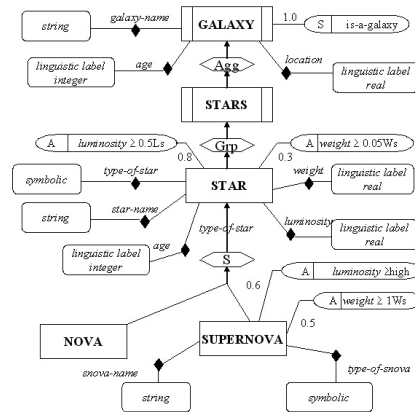 galaxy-name
GALAXY
1.0
S is-a-galaxy
string
age
location
linguistic label
integer
Agg
linguistic label
real
STARS
A luminosity ≥ 0.5Ls
Grp
A weight ≥ 0.05Ws
0.8
0.3
type-of-star
weight
symbolic
STAR
linguistic label
real
star-name
string
type-of-star
luminosity
age
linguistic label
real
linguistic label
integer
S
A luminosity ≥high
0.6
A weight ≥ 1Ws
0.5
NOVA
SUPERNOVA
snova-name
type-of-snova
string
symbolic